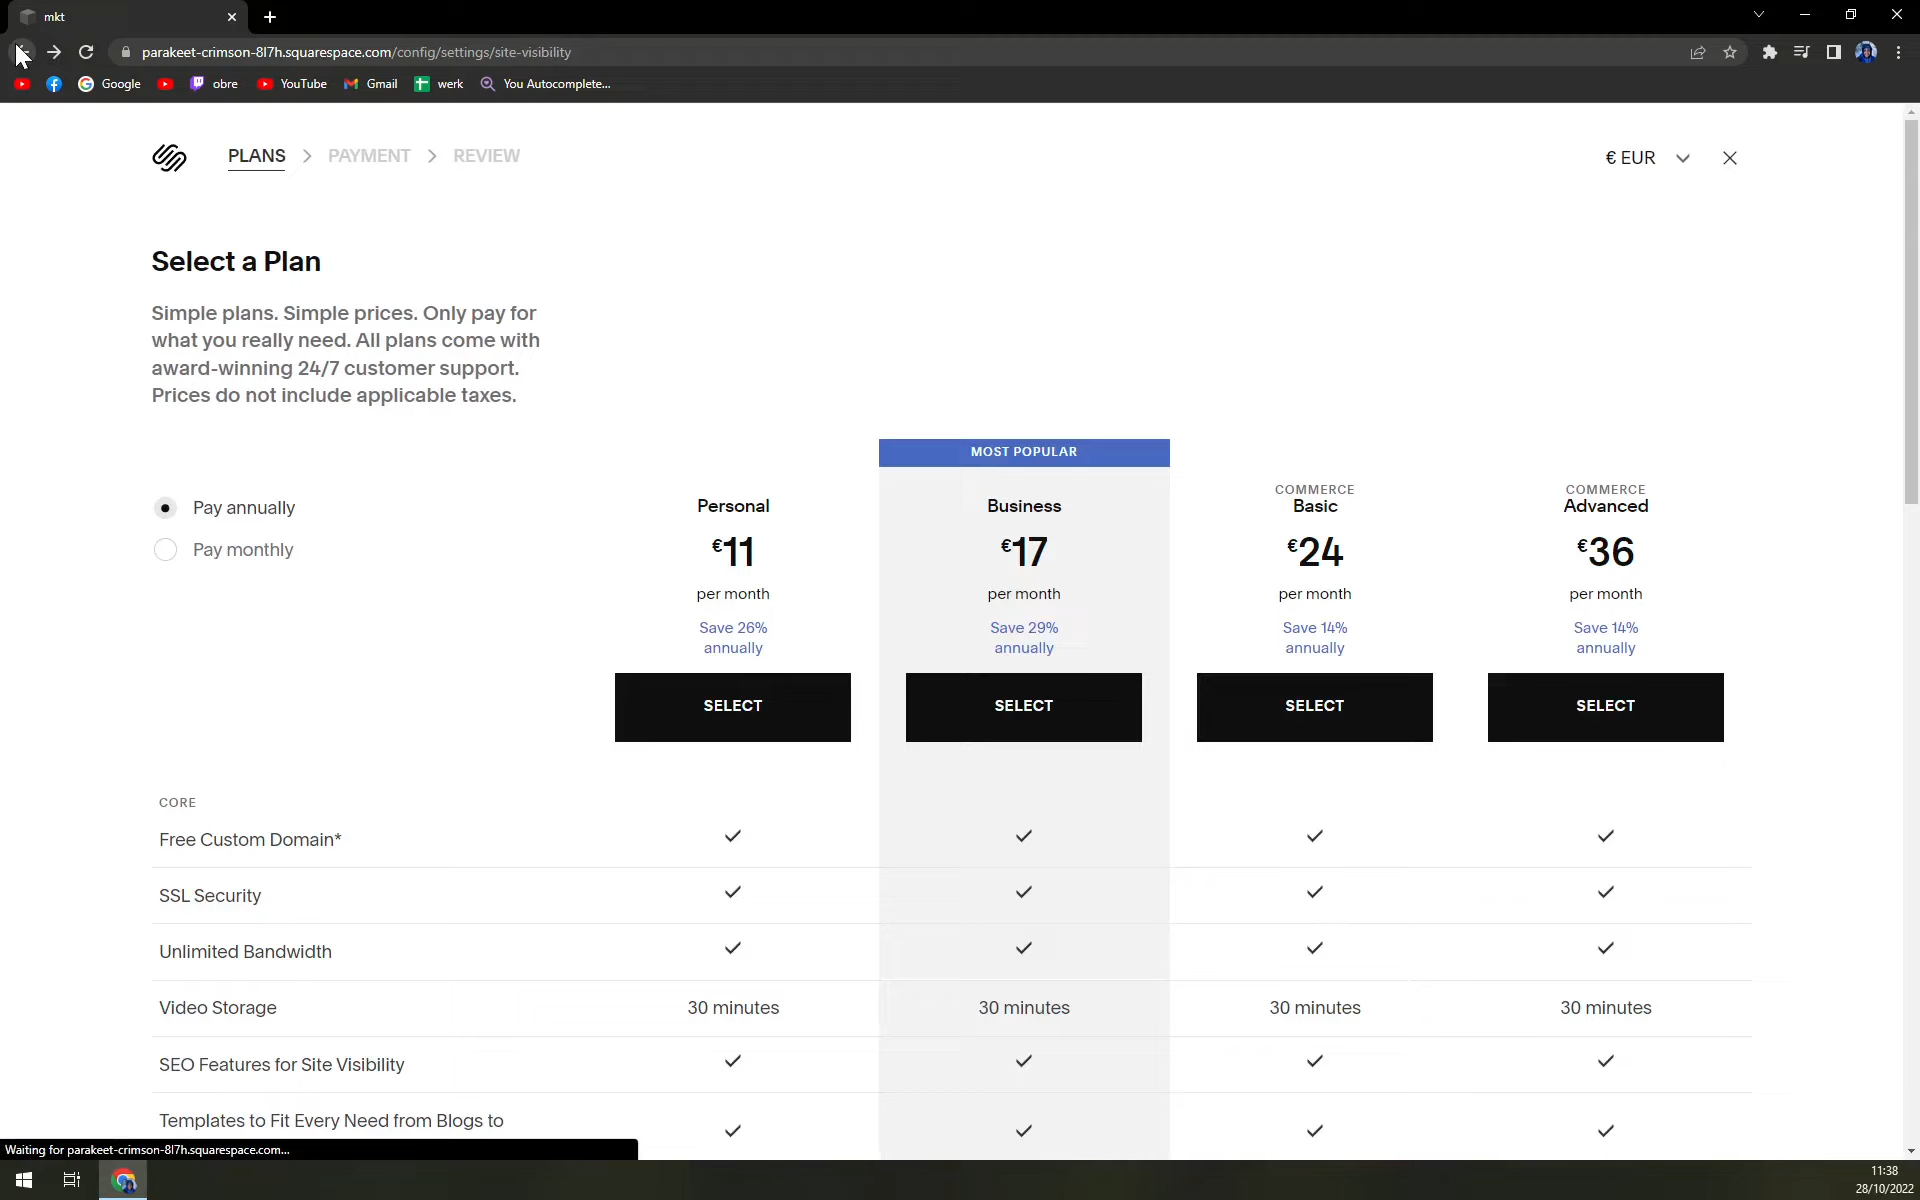 mkt
parakeet-crimson-8l7h.squarespace.com/config/settings/site-visibility
Google obre YouTube Gmail werk You Autocomplete...
PLANS PAYMENT REVIEW
€ EUR
Select a Plan
Simple plans. Simple prices. Only pay for
what you really need. All plans come with
award-winning 24/7 customer support.
Prices do not include applicable taxes.
Pay annually
Pay monthly
Personal
€11
per month
Save 26%
annually
SELECT
MOST POPULAR
Business
€17
per month
Save 29%
annually
SELECT
COMMERCE
Basic
€24
per month
Save 14%
annually
SELECT
COMMERCE
Advanced
€36
per month
Save 14%
annually
SELECT
CORE
Free Custom Domain*
SSL Security
Unlimited Bandwidth
Video Storage 30 minutes 30 minutes 30 minutes 30 minutes
SEO Features for Site Visibility
Templates to Fit Every Need from Blogs to
Waiting for parakeet-crimson-8l7h.squarespace.com...
11:38
28/10/2022